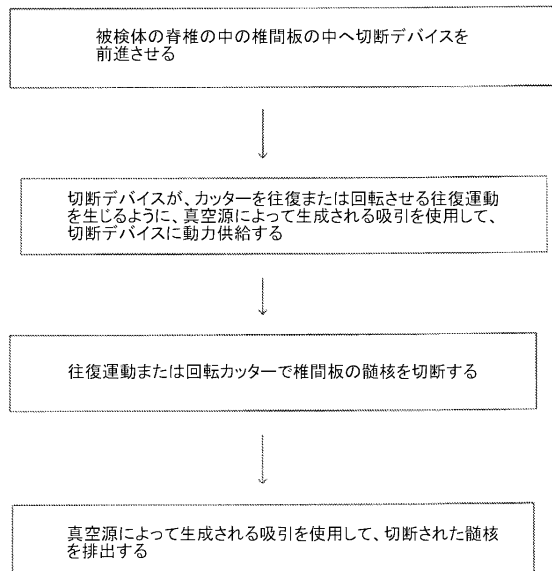 被検体の脊椎の中の椎間板の中へ切断デバイスを
前進させる
切断デバイスが、カッターを往復または回転させる往復運動
を生じるように、真空源によって生成される吸引を使用して、
切断デバイスに動力供給する
往復運動または回転カッターで椎間板の髄核を切断する
真空源によって生成される吸引を使用して、切断された髄核
を排出する